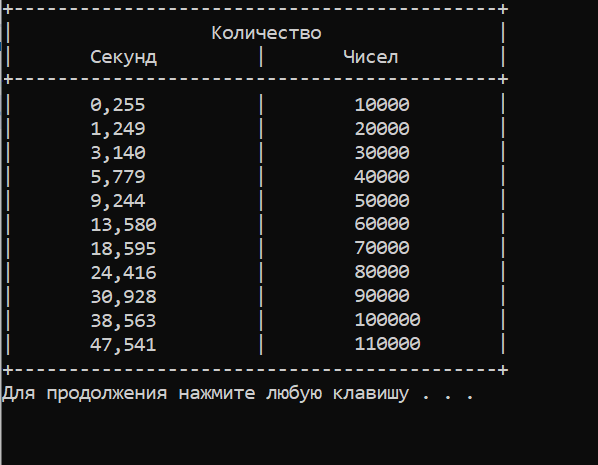 Количество
Секунд | Чисел
0,255 | 10000
1,249 | 20000
3,140 | 30000
5,779 | 40000
9,244 | 50000
13,580 | 60000
18,595 | 70000
24,416 | 80000
30,928 | 90000
38,563 | 100000
47,541 | 110000
Для продолжения нажмите любую клавишу . . .